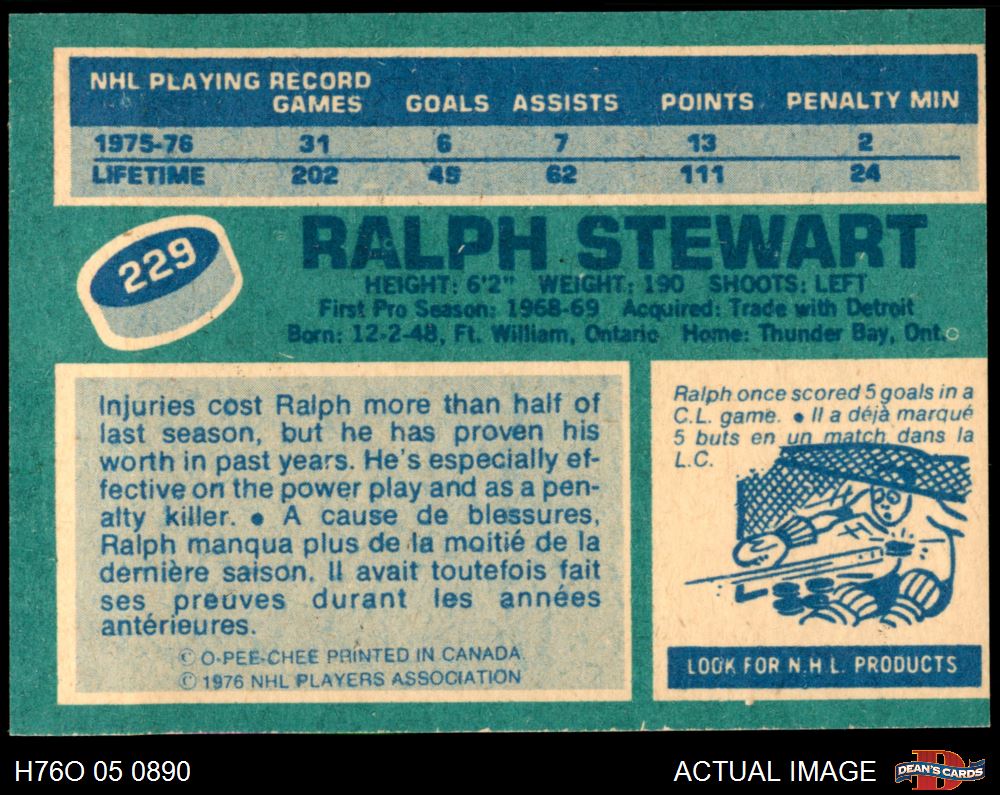 NHL PLAYING RECORD
GAMES GOALS ASSISTS POINTS PENALTY MIN
1975-76 31 6 7 13 2
LIFETIME 202 49 62 111 24
229
RALPH STEWART
HEIGHT: 6'2" WEIGHT: 190 SHOOTS: LEFT
First Pro Season: 1968-69 Acquired: Trade with Detroit
Born: 12-2-48, Ft. William, Ontario Home: Thunder Bay, Ont.
Injuries cost Ralph more than half of
last season, but he has proven his
worth in past years. He's especially ef-
fective on the power play and as a pen-
alty killer. ● A cause de blessures,
Ralph manqua plus de la moitié de la
dernière saison. Il avait toutefois fait
ses preuves durant les années
antérieures.
© O-PEE-CHEE PRINTED IN CANADA
© 1976 NHL PLAYERS ASSOCIATION
Ralph once scored 5 goals in a
C.L. game. ● Il a déjà marqué
5 buts en un match dans la
L.C.
LOOK FOR N.H.L. PRODUCTS
H76O 05 0890
ACTUAL IMAGE
DEAN'S CARDS